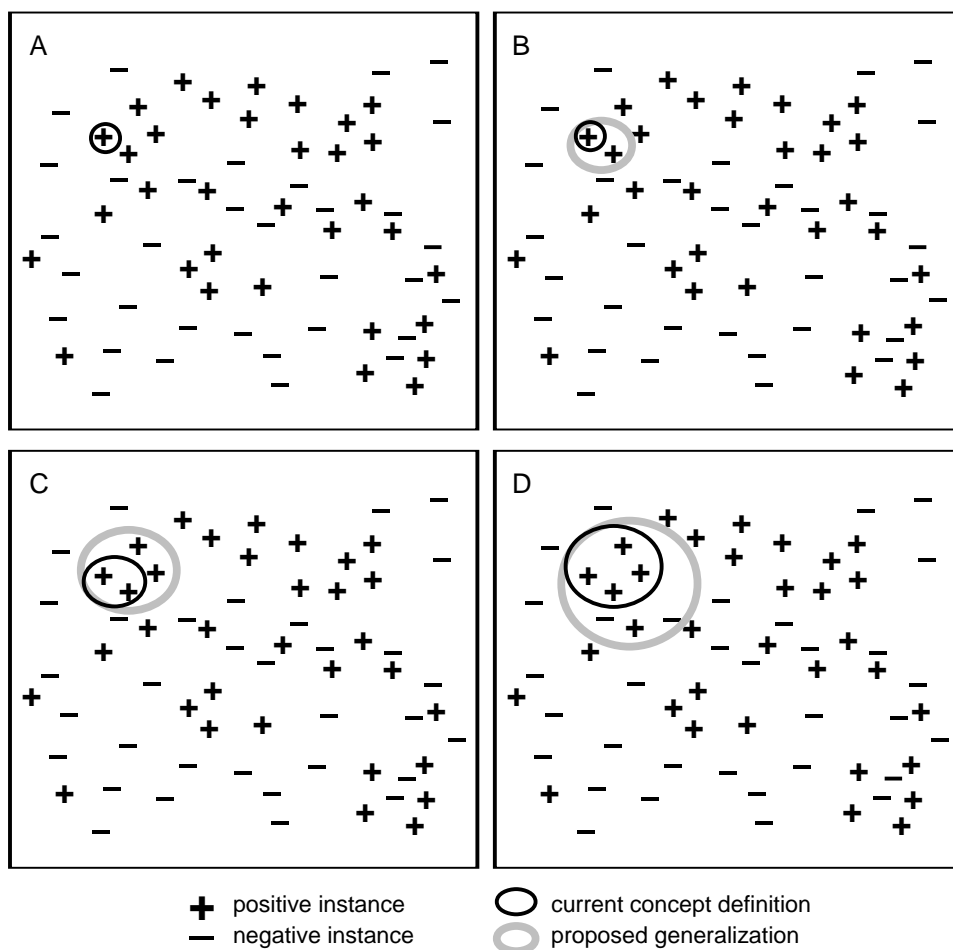 A
B
C
D
positive instance
current concept definition
negative instance
proposed generalization